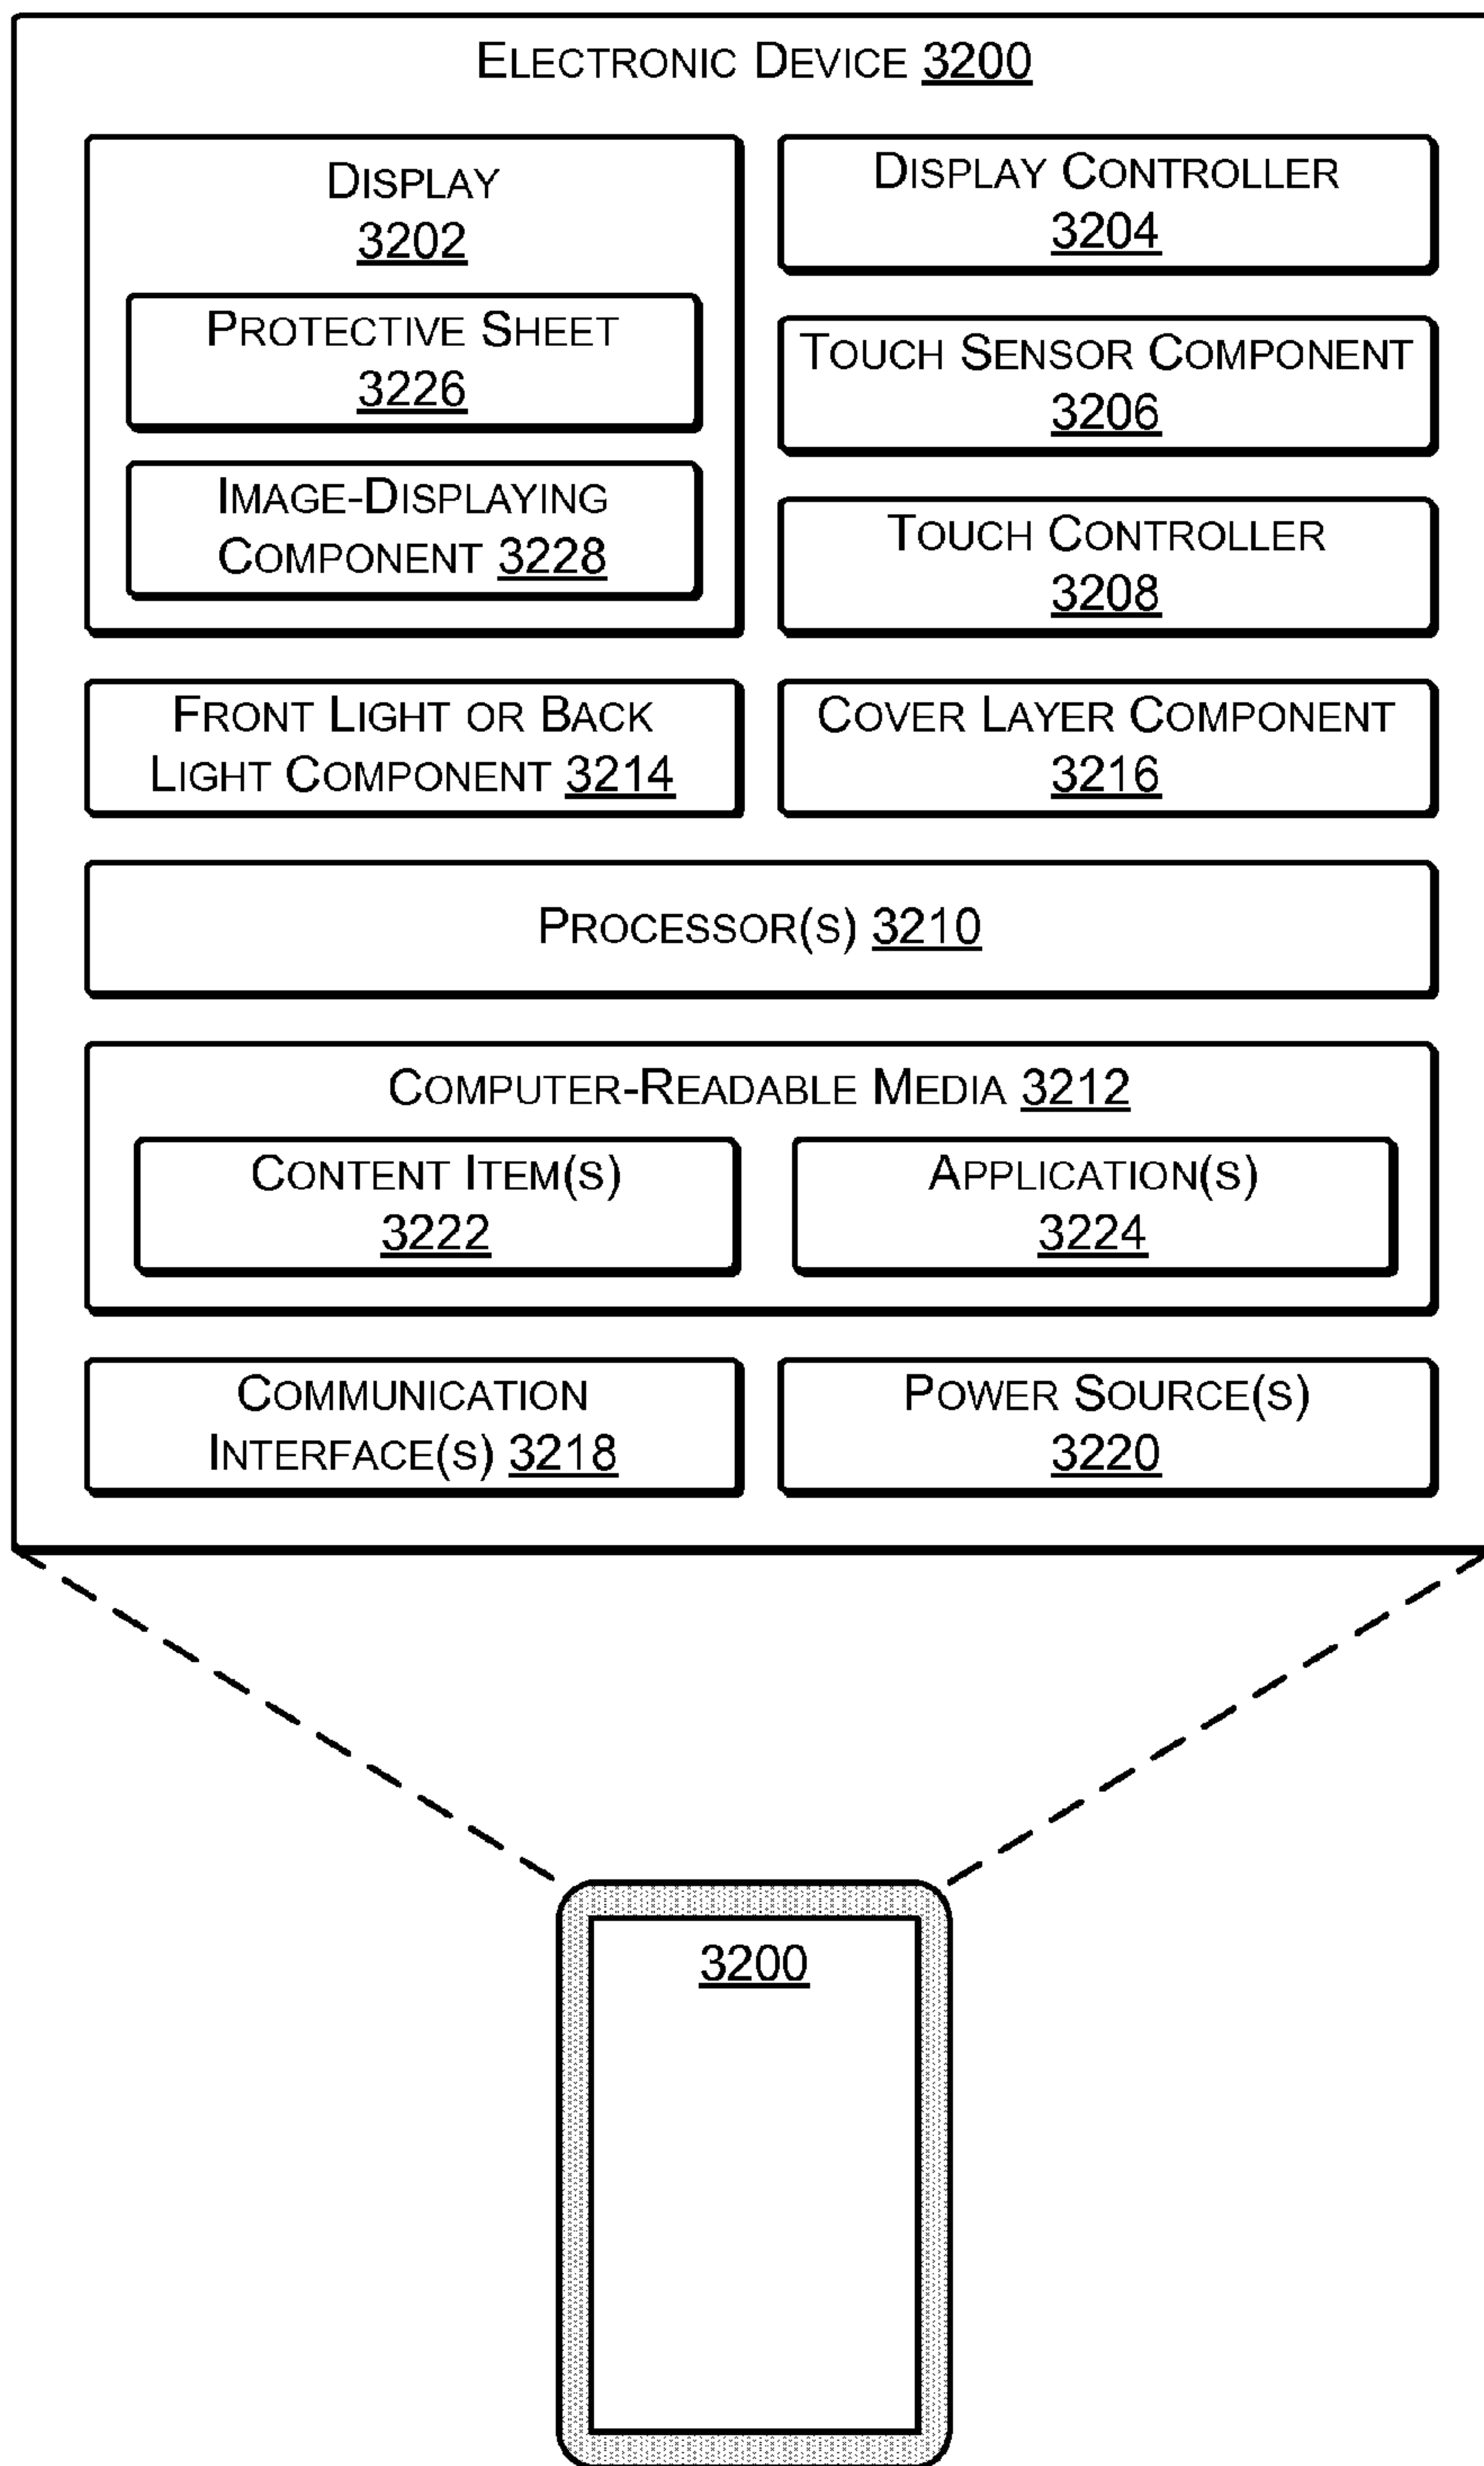 ELECTRONIC DEVICE 3200
DISPLAY
3202
PROTECTIVE SHEET
3226
IMAGE-DISPLAYING
COMPONENT 3228
DISPLAY CONTROLLER
3204
TOUCH SENSOR COMPONENT
3206
TOUCH CONTROLLER
3208
FRONT LIGHT OR BACK
LIGHT COMPONENT 3214
COVER LAYER COMPONENT
3216
PROCESSOR(S) 3210
COMPUTER-READABLE MEDIA 3212
CONTENT ITEM(S)
3222
APPLICATION(S)
3224
COMMUNICATION
INTERFACE(S) 3218
POWER SOURCE(S)
3220
3200